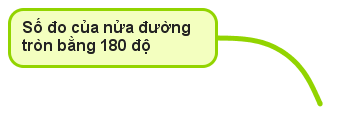 Số đo của nửa đường
tròn bằng 180 độ